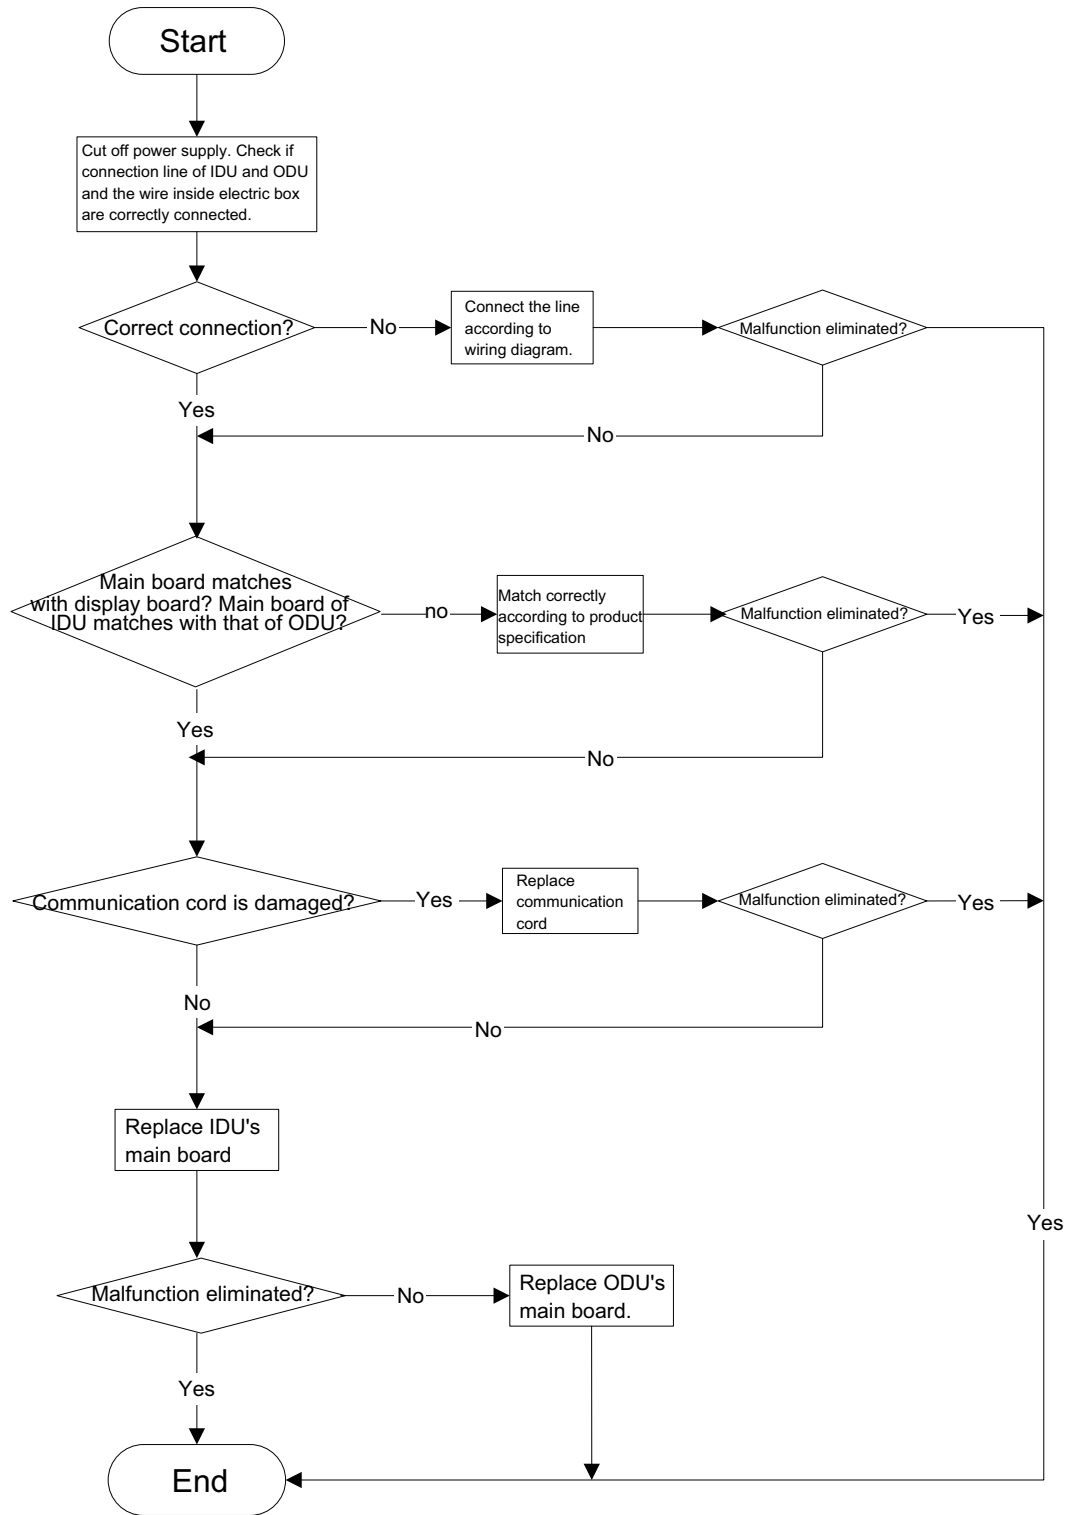 Start
Cut off power supply. Check if
connection line of IDU and ODU
and the wire inside electric box
are correctly connected.
Correct connection?
No
Connect the line
according to
wiring diagram.
Malfunction eliminated?
Yes
No
Main board matches
with display board? Main board of
IDU matches with that of ODU?
no
Match correctly
according to product
specification
Malfunction eliminated?
Yes
Yes
No
Communication cord is damaged?
Yes
Replace
communication
cord
Malfunction eliminated?
Yes
No
No
Replace IDU's
main board
Yes
Malfunction eliminated?
No
Replace ODU's
main board.
Yes
End